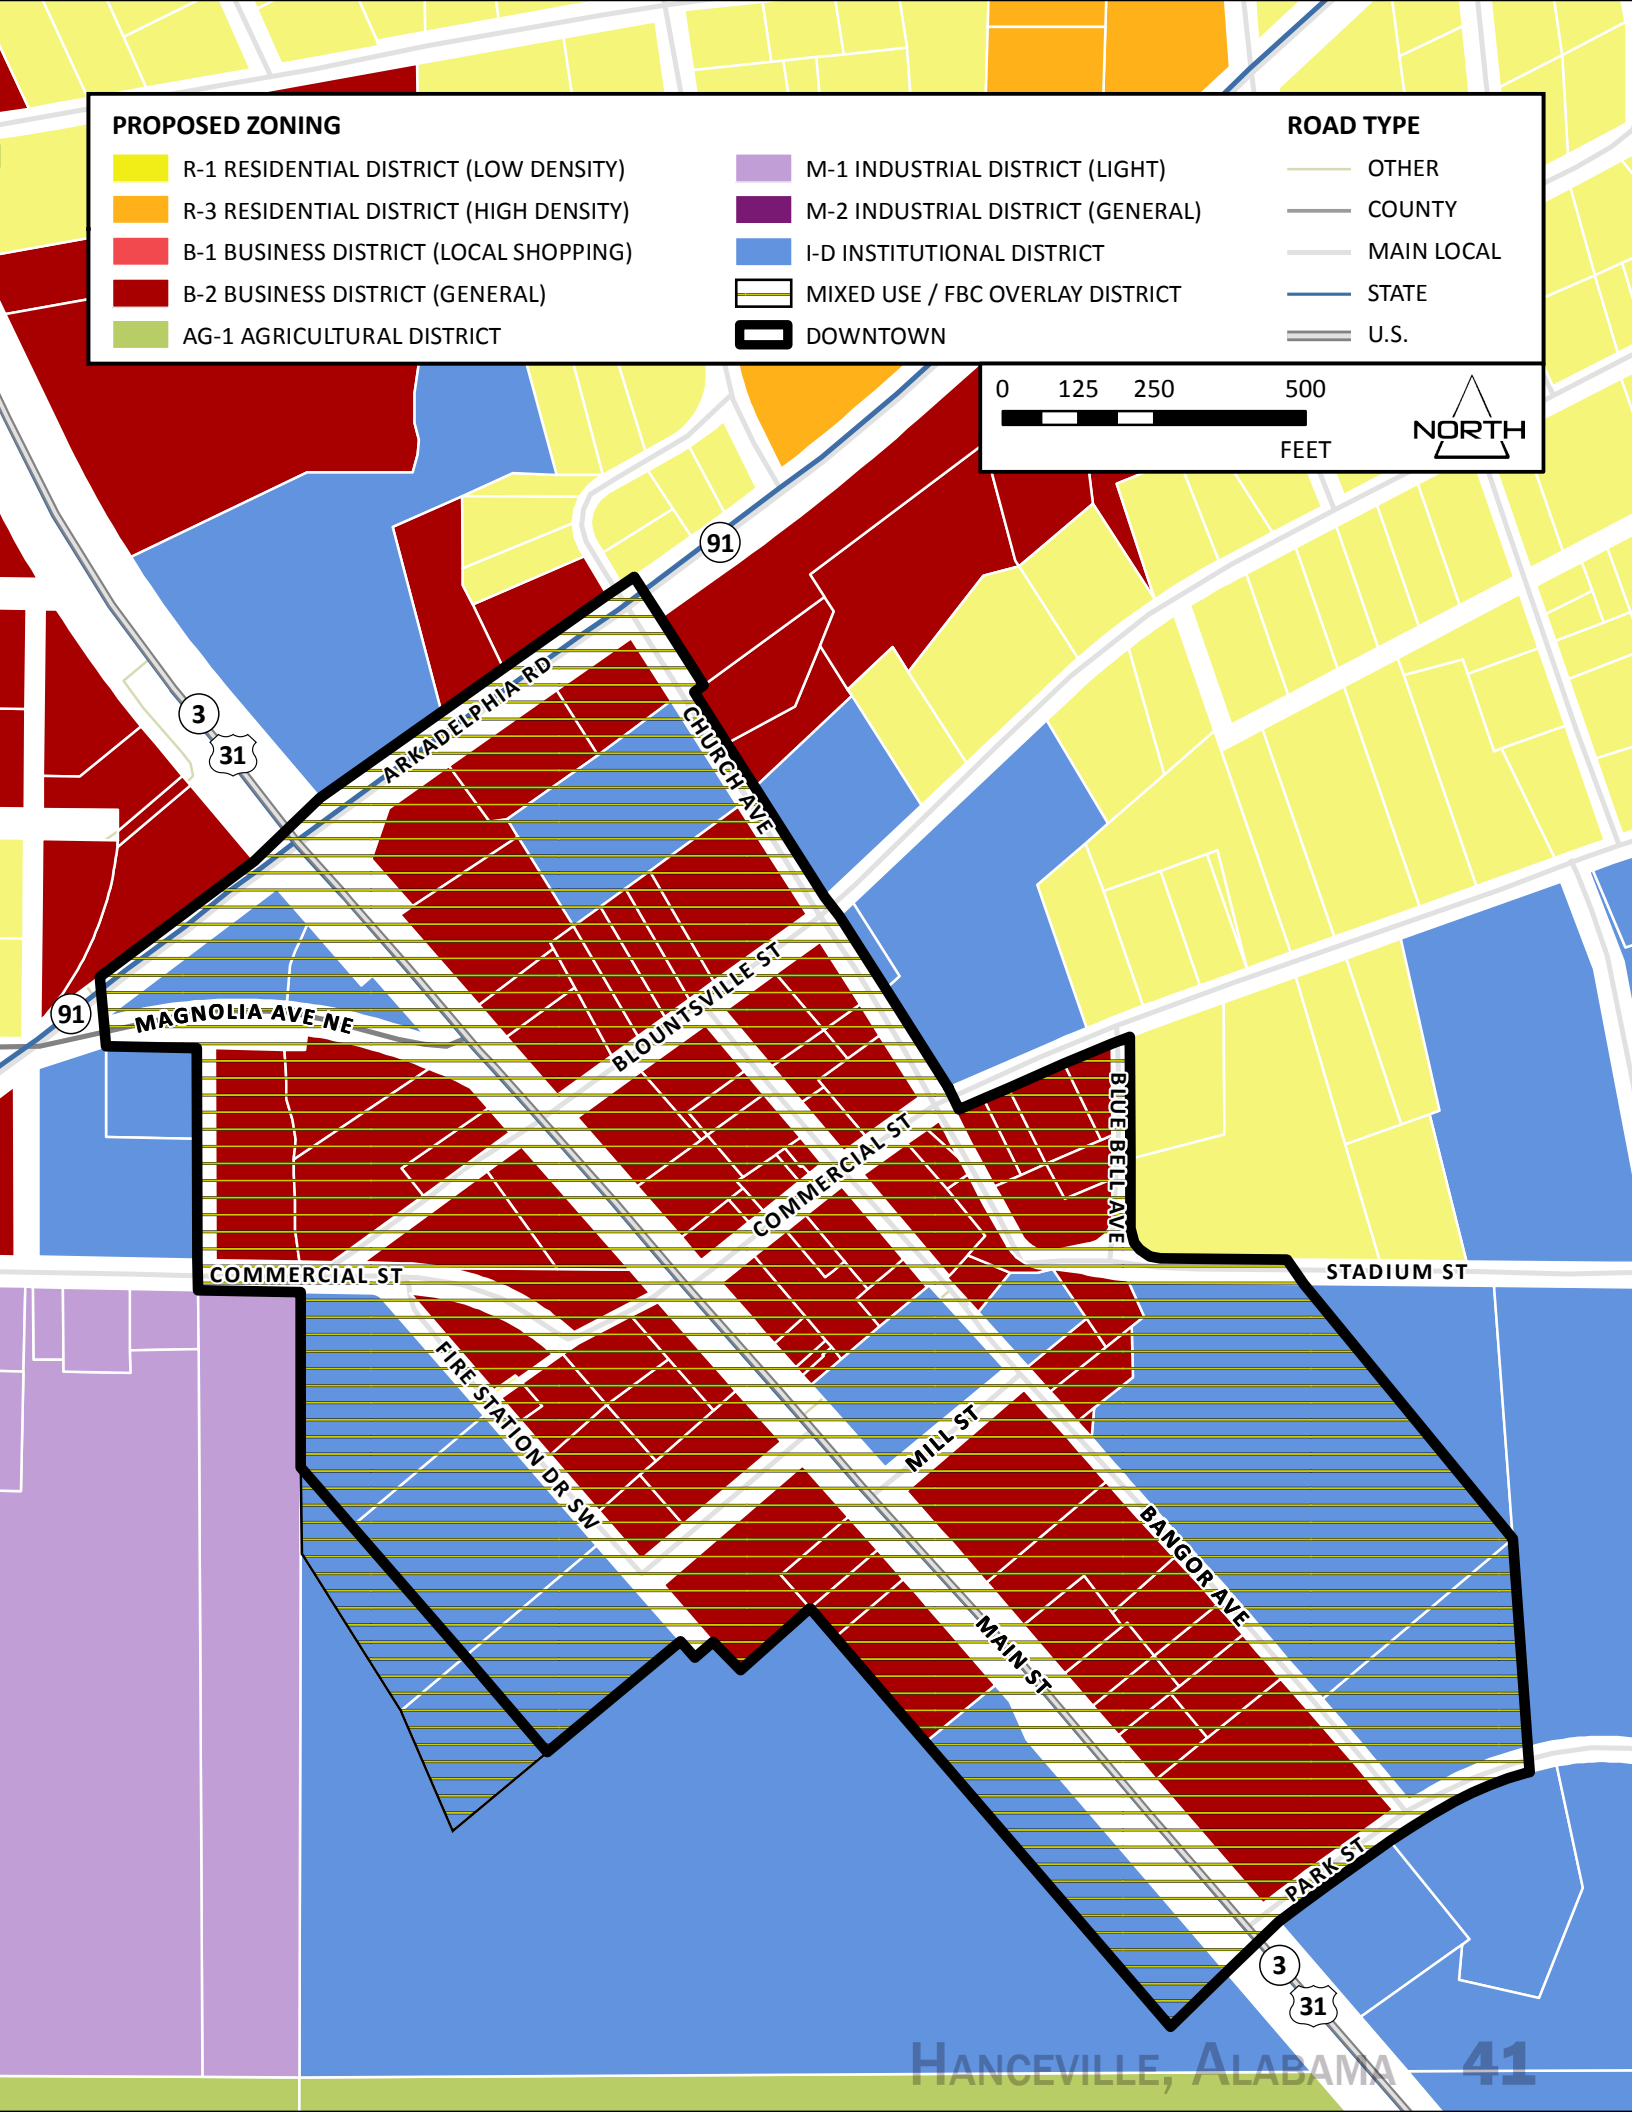 PROPOSED ZONING
R-1 RESIDENTIAL DISTRICT (LOW DENSITY)
R-3 RESIDENTIAL DISTRICT (HIGH DENSITY)
B-1 BUSINESS DISTRICT (LOCAL SHOPPING)
B-2 BUSINESS DISTRICT (GENERAL)
AG-1 AGRICULTURAL DISTRICT
M-1 INDUSTRIAL DISTRICT (LIGHT)
M-2 INDUSTRIAL DISTRICT (GENERAL)
I-D INSTITUTIONAL DISTRICT
MIXED USE / FBC OVERLAY DISTRICT
DOWNTOWN
ROAD TYPE
OTHER
COUNTY
MAIN LOCAL
STATE
U.S.
0 125 250 500
FEET
NORTH
91
ARKADELPHIA RD
CHURCH AVE
3
31
BLOUNTSVILLE ST
91
MAGNOLIA AVE NE
COMMERCIAL ST
BLUE BELL AVE
COMMERCIAL ST
STADIUM ST
FIRE STATION DR SW
MILL ST
BANGOR AVE
MAIN ST
PARK ST
3
31
HANCEVILLE, ALABAMA 41